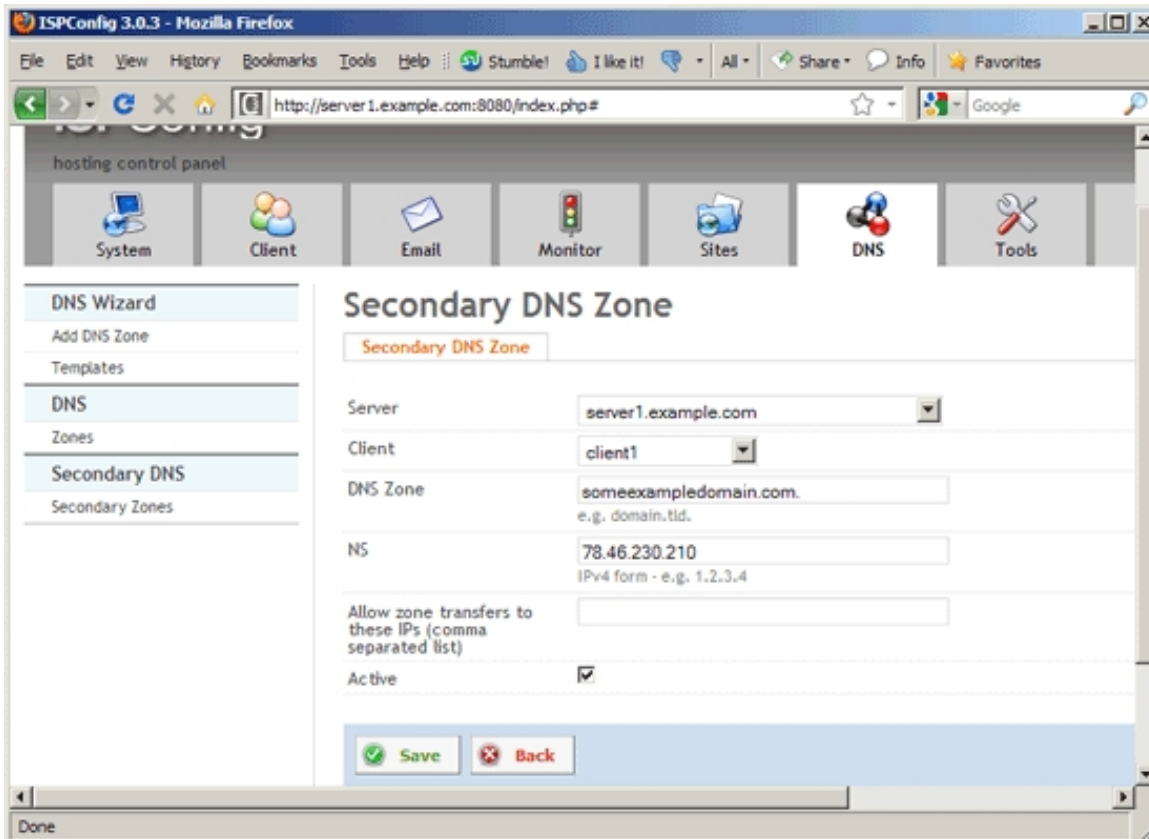 ISPConfig 3.0.3 - Mozilla Firefox
File Edit View History Bookmarks Tools Help Stumble! I like it! All Share Info Favorites
http://server1.example.com:8080/index.php# Google
ISPConfig
hosting control panel
System Client Email Monitor Sites DNS Tools
DNS Wizard
Add DNS Zone
Templates
DNS
Zones
Secondary DNS
Secondary Zones
Secondary DNS Zone
Secondary DNS Zone
Server server1.example.com
Client client1
DNS Zone someexampledomain.com.
e.g. domain.tld.
NS 78.46.230.210
IPv4 form - e.g. 1.2.3.4
Allow zone transfers to
these IPs (comma
separated list)
Active
Save Back
Done